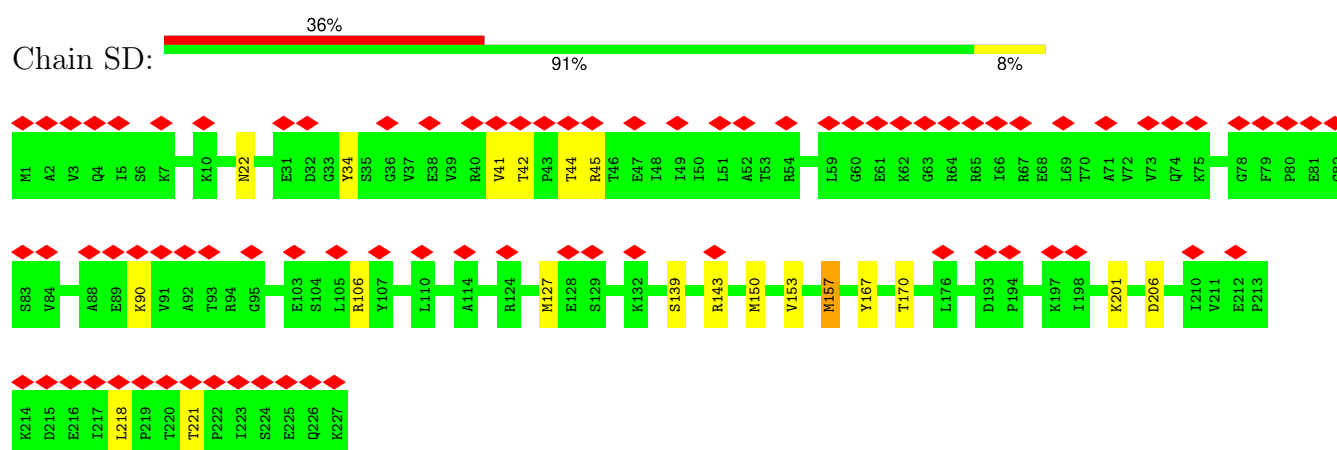 36%
Chain SD:
91% 8%
M1 A2 V3 Q4 I5 S6 K7 K10 N22 E31 D32 G33 Y34 S35 G36 V37 E38 V39 R40 V41 T42 P43 T44 R45 T46 E47 I48 I49 I50 L51 A52 T53 R54 L59 G60 E61 K62 G63 R64 R65 I66 R67 E68 L69 T70 A71 V72 V73 Q74 K75 G78 F79 P80 E81
S83 V84 A88 E89 K90 V91 A92 T93 R94 G95 E103 S104 L105 R106 Y107 L110 A114 R124 M127 E128 S129 K132 S139 R143 M150 V153 M157 Y167 T170 L176 D193 P194 K197 I198 K201 D206 I210 V211 E212 P213
K214 D215 E216 I217 L218 P219 T220 T221 P222 I223 S224 E225 Q226 K227